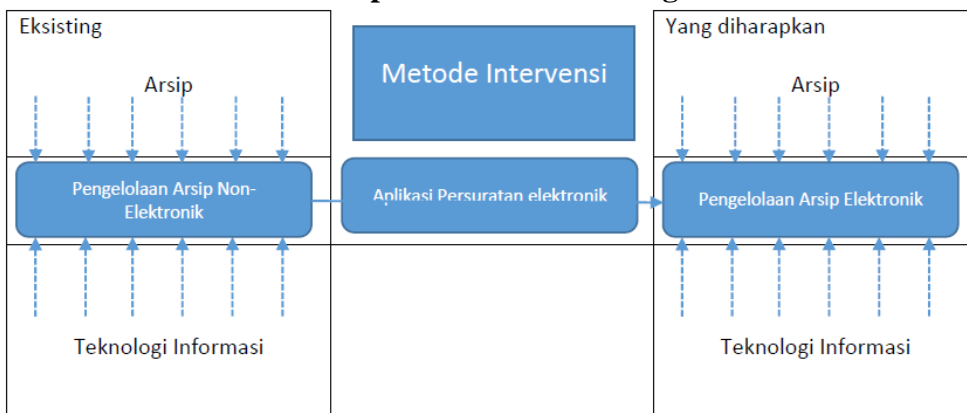 Eksisting
Yang diharapkan
Metode Intervensi
Arsip
Arsip
Pengelolaan Arsip Non-
Elektronik
Aplikasi Persuratan elektronik
Pengelolaan Arsip Elektronik
Teknologi Informasi
Teknologi Informasi